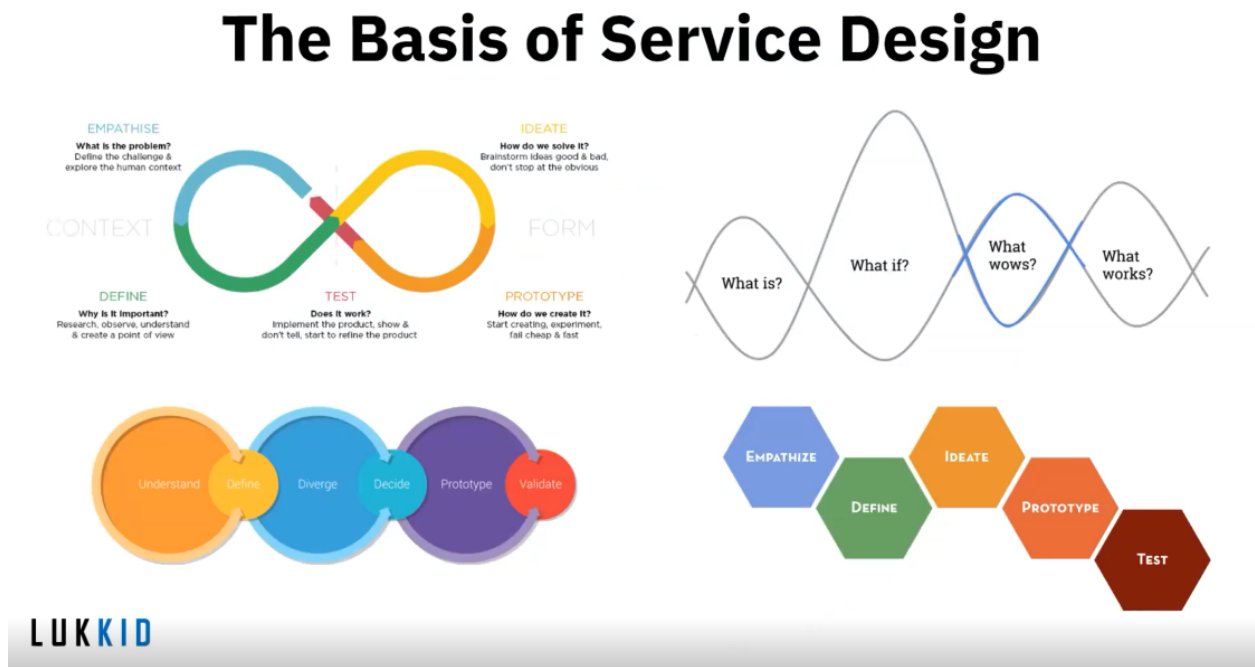 The Basis of Service Design
EMPATHISE
What is the problem?
Define the challenge &
explore the human context
IDEATE
How do we solve it?
Brainstorm ideas good & bad,
don't stop at the obvious
CONTEXT
FORM
DEFINE
Why is it important?
Research, observe, understand
& create a point of view
TEST
Does it work?
Implement the product, show &
don't tell, start to refine the product
PROTOTYPE
How do we create it?
Start creating, experiment,
fail cheap & fast
What is?
What if?
What
wows?
What
works?
Understand
Define
Diverge
Decide
Prototype
Validate
EMPATHIZE
DEFINE
IDEATE
PROTOTYPE
TEST
LUKKID